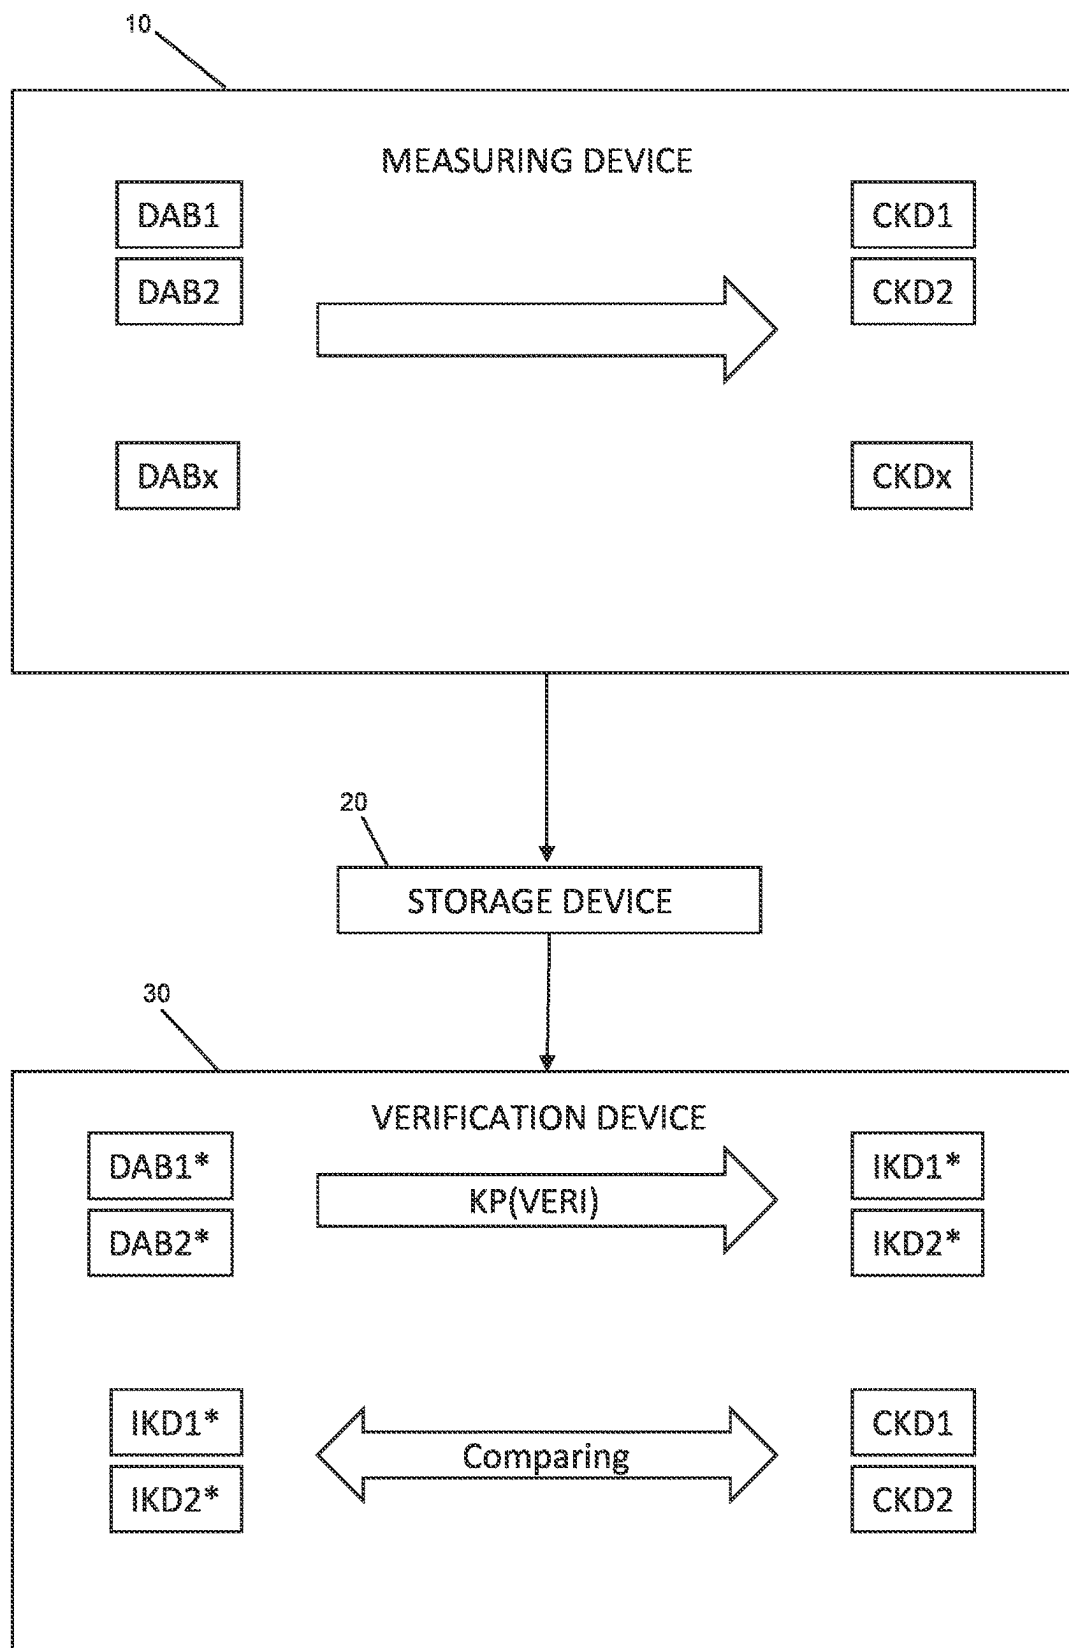 10
MEASURING DEVICE
DAB1
CKD1
DAB2
CKD2
DABx
CKDx
20
STORAGE DEVICE
30
VERIFICATION DEVICE
DAB1*
KP(VERI)
IKD1*
DAB2*
IKD2*
IKD1*
Comparing
CKD1
IKD2*
CKD2